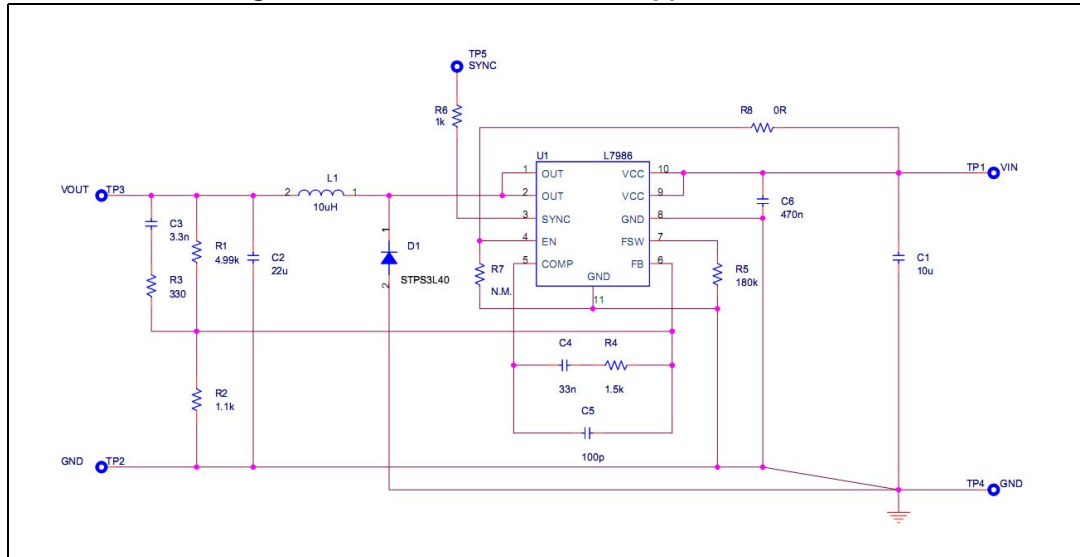 TP5
SYNC
R6
1k
R8 0R
U1 L7986
1 OUT VCC 10
2 OUT VCC 9
3 SYNC GND 8
4 EN FSW 7
5 COMP FB 6
GND
11
TP1 VIN
C6
470n
VOUT TP3
2 L1 1
10uH
C3
3.3n
R1
4.99k
C2
22u
R3
330
1
D1
2
STPS3L40
R7
N.M.
R5
180k
C1
10u
C4 R4
33n 1.5k
C5
100p
R2
1.1k
GND TP2
TP4 GND